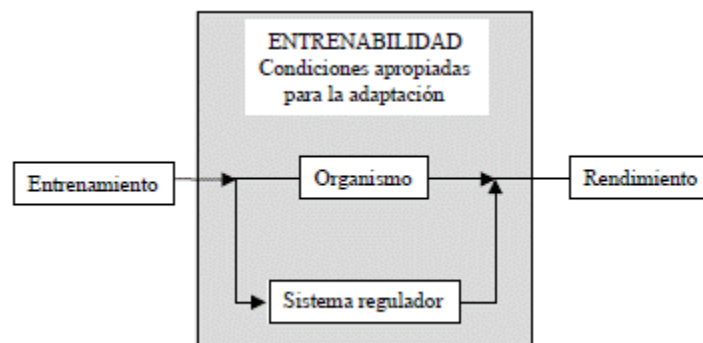 ENTRENABILIDAD
Condiciones apropiadas
para la adaptación
Entrenamiento
Organismo
Rendimiento
Sistema regulador